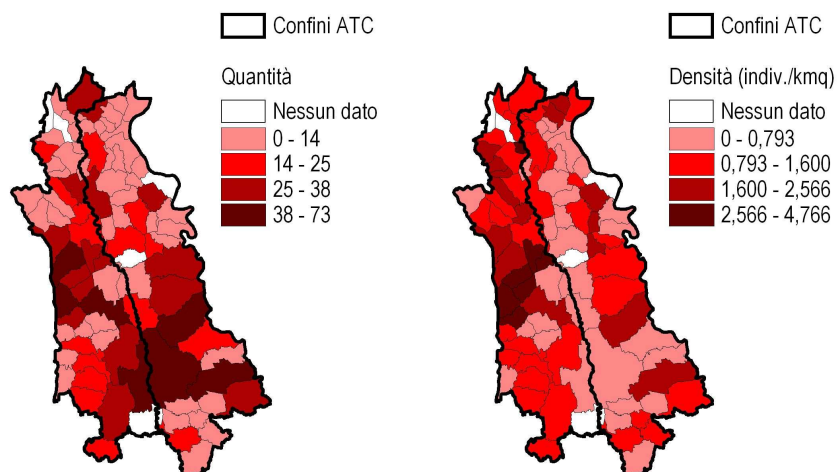 Confini ATC
Quantità
Nessun dato
0 - 14
14 - 25
25 - 38
38 - 73
Confini ATC
Densità (indiv./kmq)
Nessun dato
0 - 0,793
0,793 - 1,600
1,600 - 2,566
2,566 - 4,766